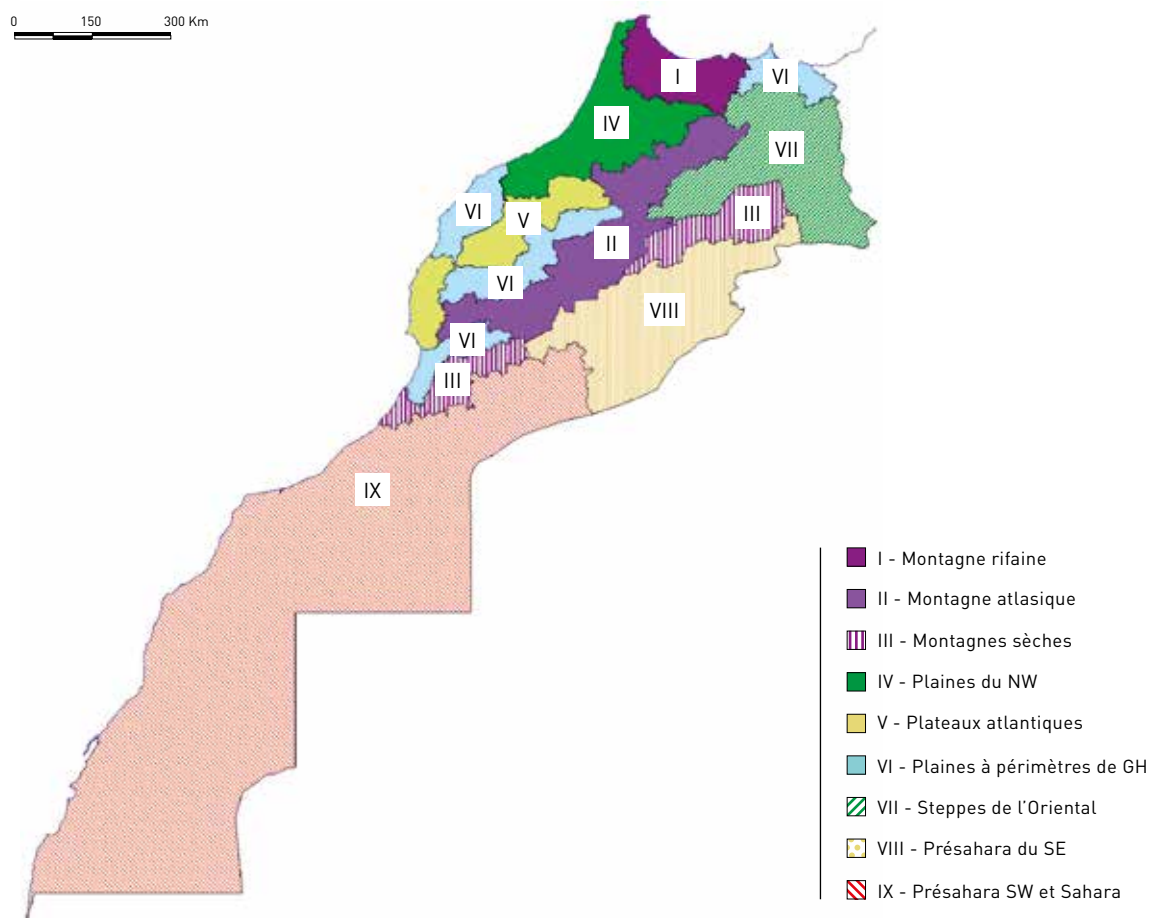 0 150 300 Km
I
VI
IV
VII
VI
V
III
II
VI
VIII
VI
III
IX
I - Montagne rifaine
II - Montagne atlasique
III - Montagnes sèches
IV - Plaines du NW
V - Plateaux atlantiques
VI - Plaines à périmètres de GH
VII - Steppes de l'Oriental
VIII - Présahara du SE
IX - Présahara SW et Sahara